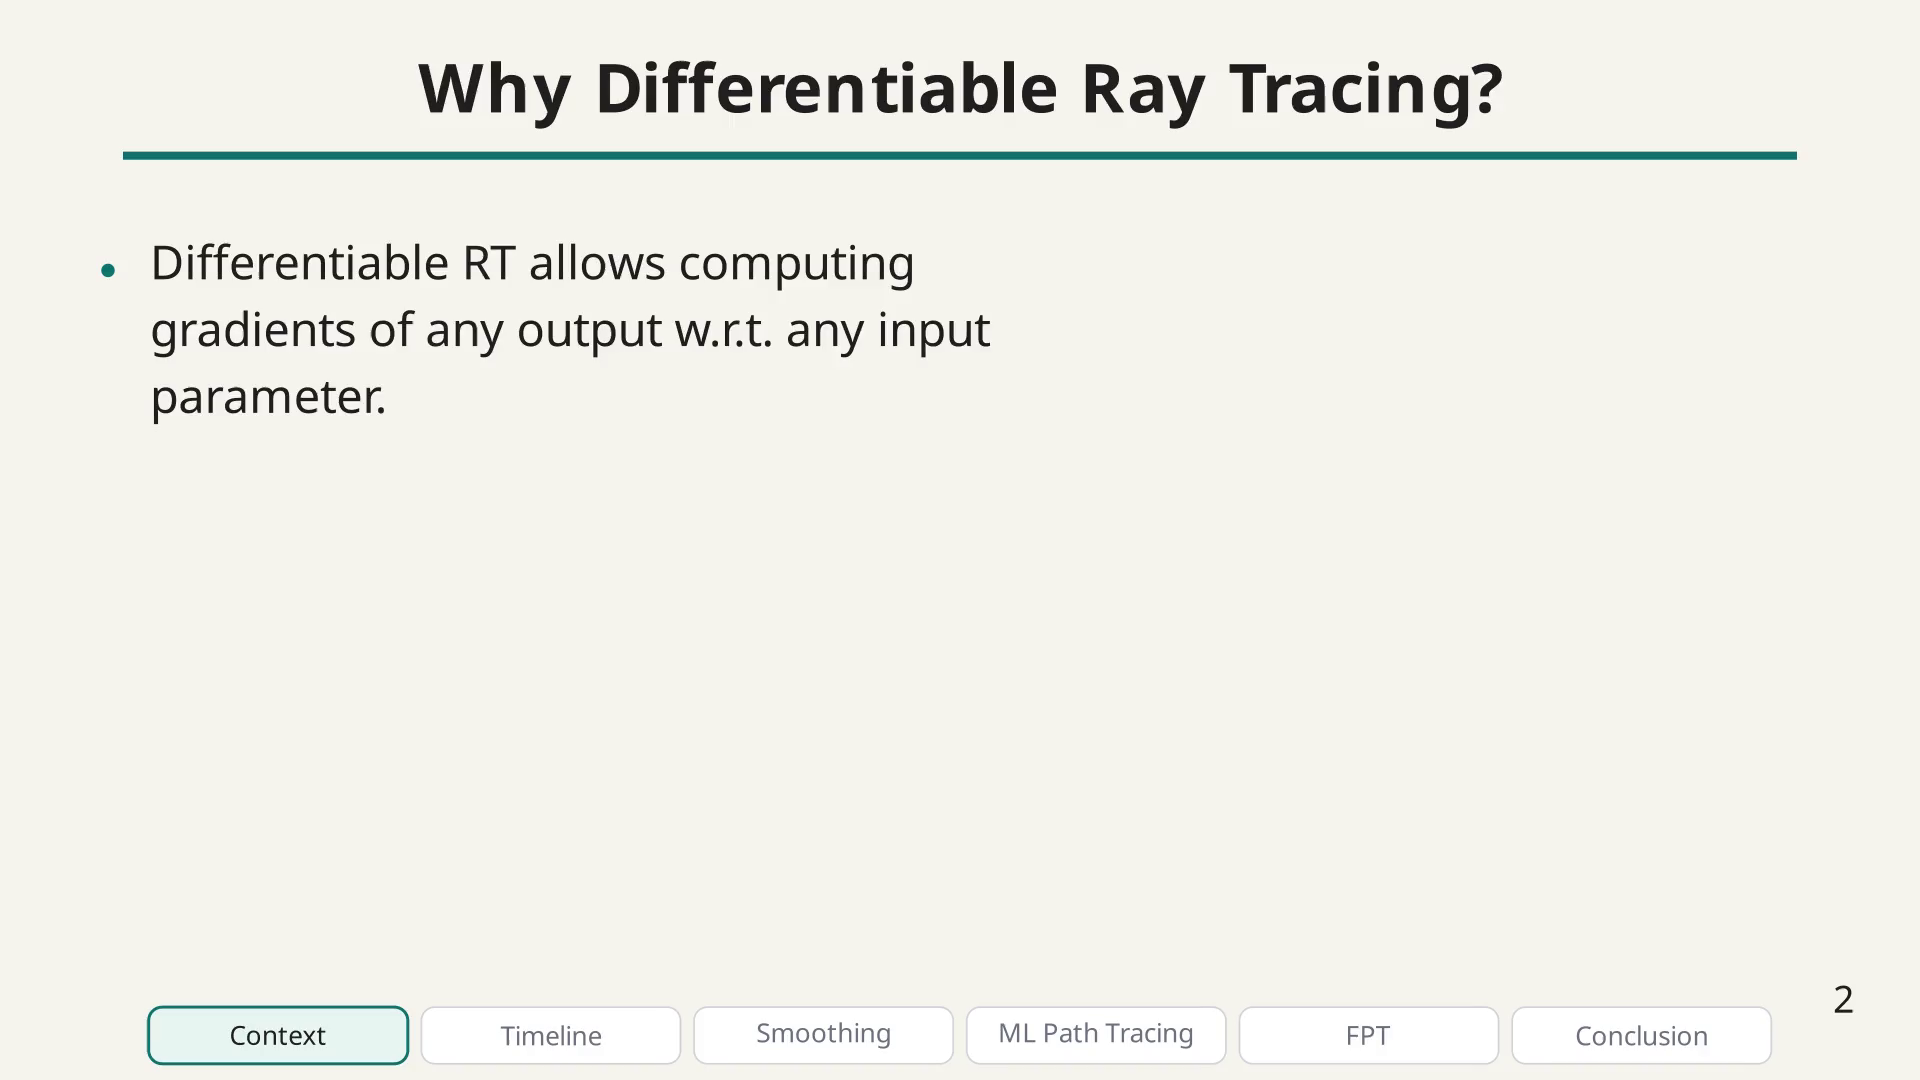 Why Differentiable Ray Tracing?
• Differentiable RT allows computing
gradients of any output w.r.t. any input
parameter.
2
Context
Timeline
Smoothing
ML Path Tracing
FPT
Conclusion